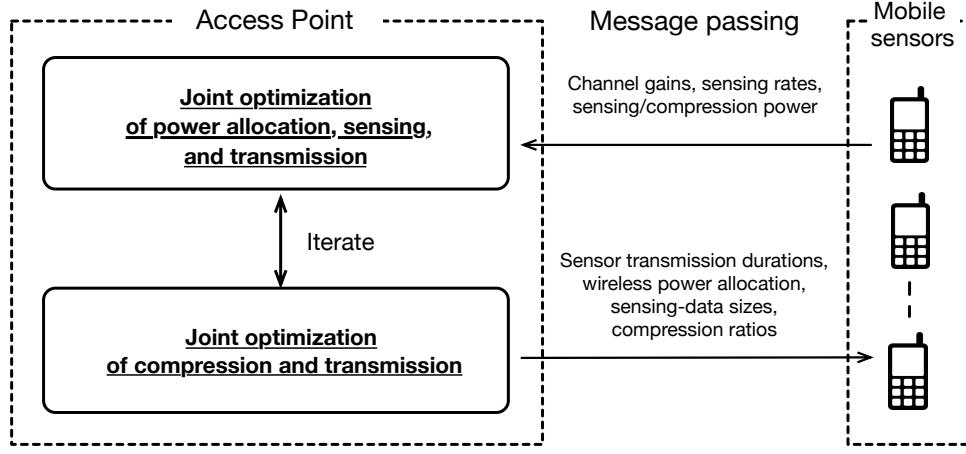 Access Point
Message passing
Mobile
sensors
Joint optimization
of power allocation, sensing,
and transmission
Channel gains, sensing rates,
sensing/compression power
Iterate
Sensor transmission durations,
wireless power allocation,
sensing-data sizes,
compression ratios
Joint optimization
of compression and transmission